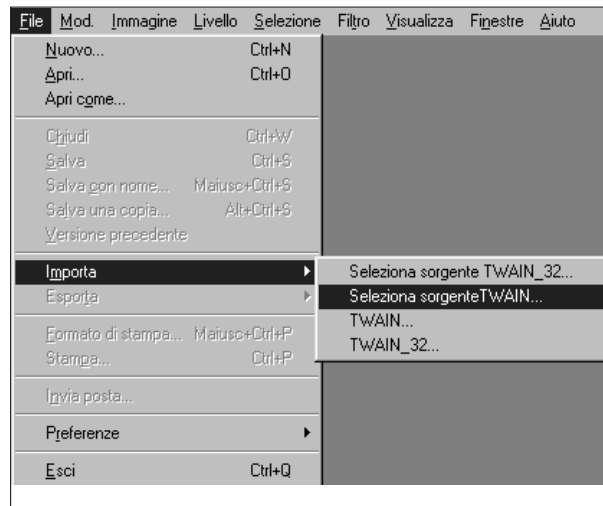 File Mod. Immagine Livello Selezione Filtro Visualizza Finestre Aiuto
Nuovo... Ctrl+N
Apri... Ctrl+O
Apri come...
Chiudi Ctrl+W
Salva Ctrl+S
Salva con nome... Maiusc+Ctrl+S
Salva una copia... Alt+Ctrl+S
Versione precedente
Importa
Esporta
Formato di stampa... Maiusc+Ctrl+P
Stampa... Ctrl+P
Invia posta...
Preferenze
Esci Ctrl+Q
Seleziona sorgente TWAIN_32...
Seleziona sorgenteTWAIN...
TWAIN...
TWAIN_32...